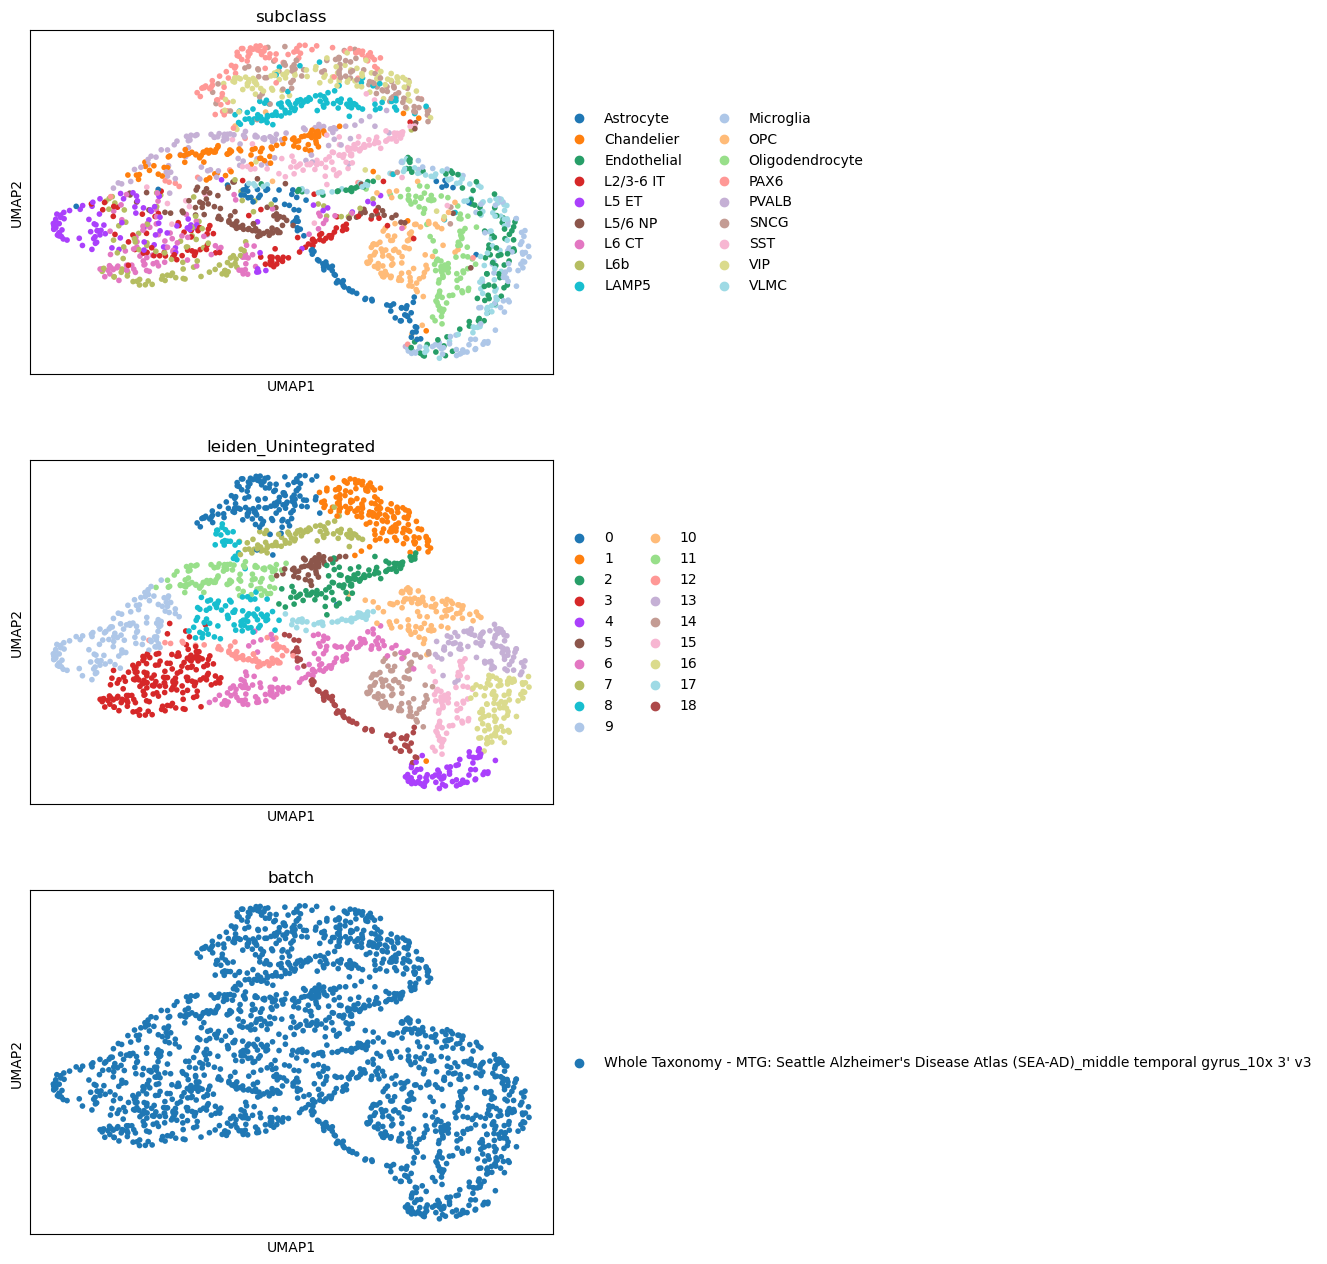 subclass
UMAP2
UMAP1
Astrocyte
Chandelier
Endothelial
L2/3-6 IT
L5 ET
L5/6 NP
L6 CT
L6b
LAMP5
Microglia
OPC
Oligodendrocyte
PAX6
PVALB
SNCG
SST
VIP
VLMC
leiden_Unintegrated
UMAP2
UMAP1
0
1
2
3
4
5
6
7
8
9
10
11
12
13
14
15
16
17
18
batch
UMAP2
UMAP1
Whole Taxonomy - MTG: Seattle Alzheimer's Disease Atlas (SEA-AD)_middle temporal gyrus_10x 3' v3